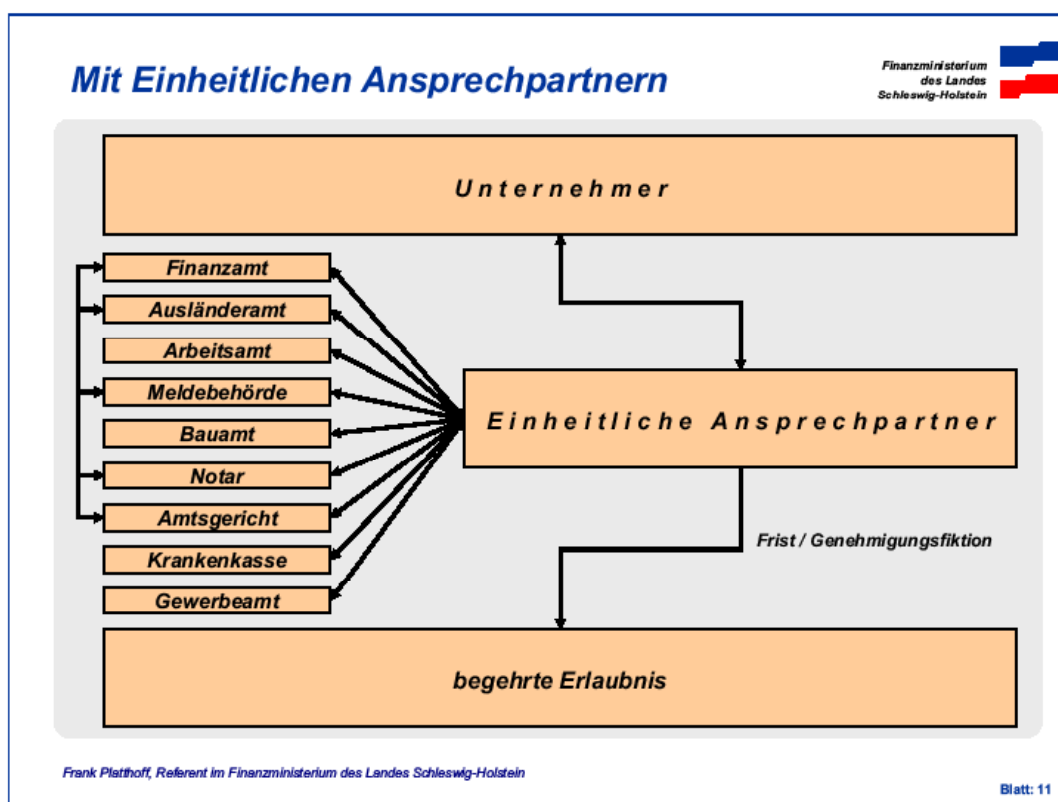 Mit Einheitlichen Ansprechpartnern
Finanzministerium
des Landes
Schleswig-Holstein
Unternehmer
Finanzamt
Ausländeramt
Arbeitsamt
Meldebehörde
Bauamt
Notar
Amtsgericht
Krankenkasse
Gewerbeamt
Einheitliche Ansprechpartner
Frist / Genehmigungsfiktion
begehrte Erlaubnis
Frank Platthoff, Referent im Finanzministerium des Landes Schleswig-Holstein
Blatt: 11